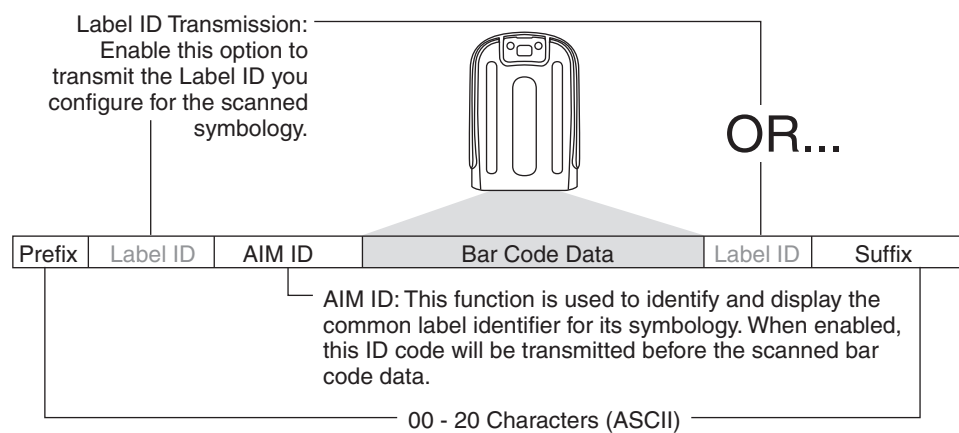 Label ID Transmission:
Enable this option to
transmit the Label ID you
configure for the scanned
symbology.
OR...
Prefix Label ID AIM ID Bar Code Data Label ID Suffix
AIM ID: This function is used to identify and display the
common label identifier for its symbology. When enabled,
this ID code will be transmitted before the scanned bar
code data.
00 - 20 Characters (ASCII)